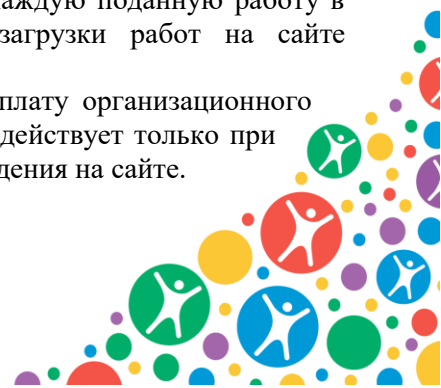 каждую поданную работу в
загрузки работ на сайте
плату организационного
действует только при
дения на сайте.